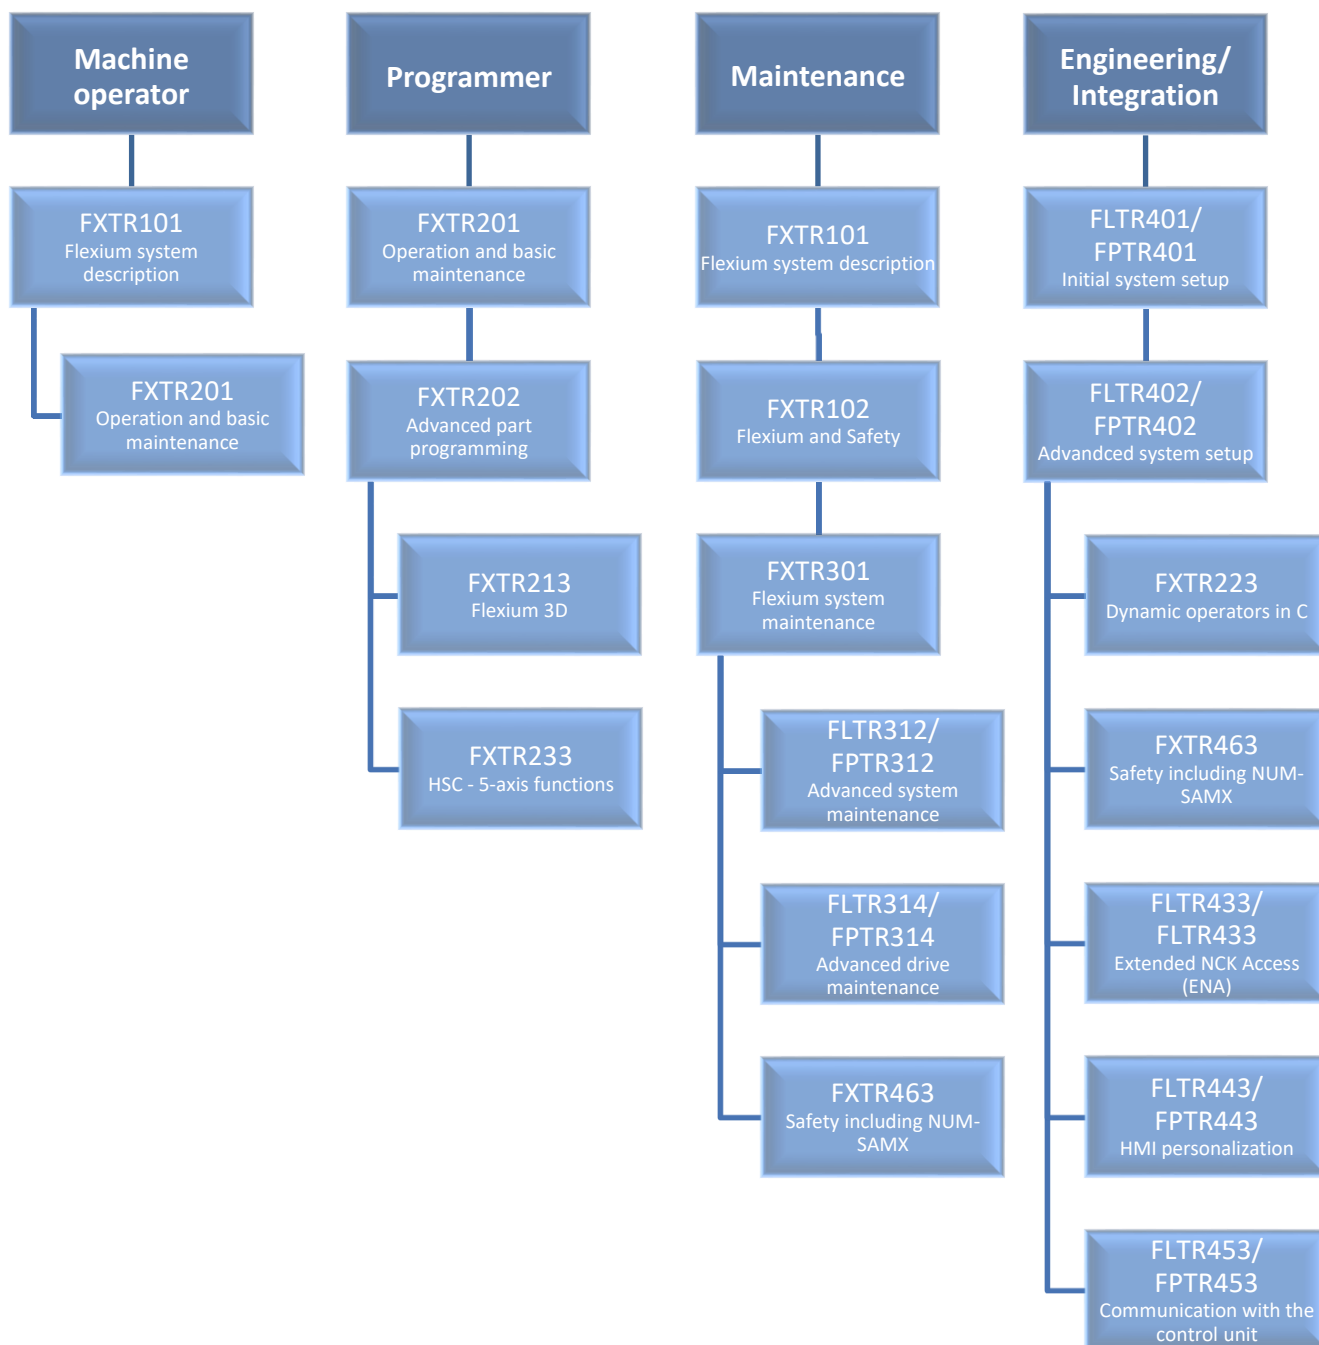 Machine
operator
FXTR101
Flexium system
description
FXTR201
Operation and basic
maintenance
Programmer
FXTR201
Operation and basic
maintenance
FXTR202
Advanced part
programming
FXTR213
Flexium 3D
FXTR233
HSC - 5-axis functions
Maintenance
FXTR101
Flexium system description
FXTR102
Flexium and Safety
FXTR301
Flexium system
maintenance
FLTR312/
FPTR312
Advanced system
maintenance
FLTR314/
FPTR314
Advanced drive
maintenance
FXTR463
Safety including NUM-
SAMX
Engineering/
Integration
FLTR401/
FPTR401
Initial system setup
FLTR402/
FPTR402
Advandced system setup
FXTR223
Dynamic operators in C
FXTR463
Safety including NUM-
SAMX
FLTR433/
FLTR433
Extended NCK Access
(ENA)
FLTR443/
FPTR443
HMI personalization
FLTR453/
FPTR453
Communication with the
control unit